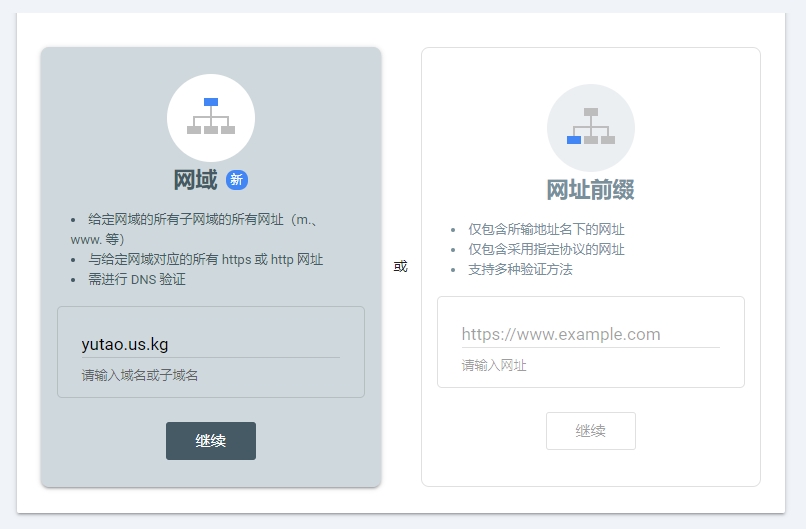 网域 新
• 给定网域的所有子网域的所有网址（m.、
www. 等）
• 与给定网域对应的所有 https 或 http 网址
• 需进行 DNS 验证
yutao.us.kg
请输入域名或子域名
继续
或
网址前缀
• 仅包含所输地址名下的网址
• 仅包含采用指定协议的网址
• 支持多种验证方法
https://www.example.com
请输入网址
继续